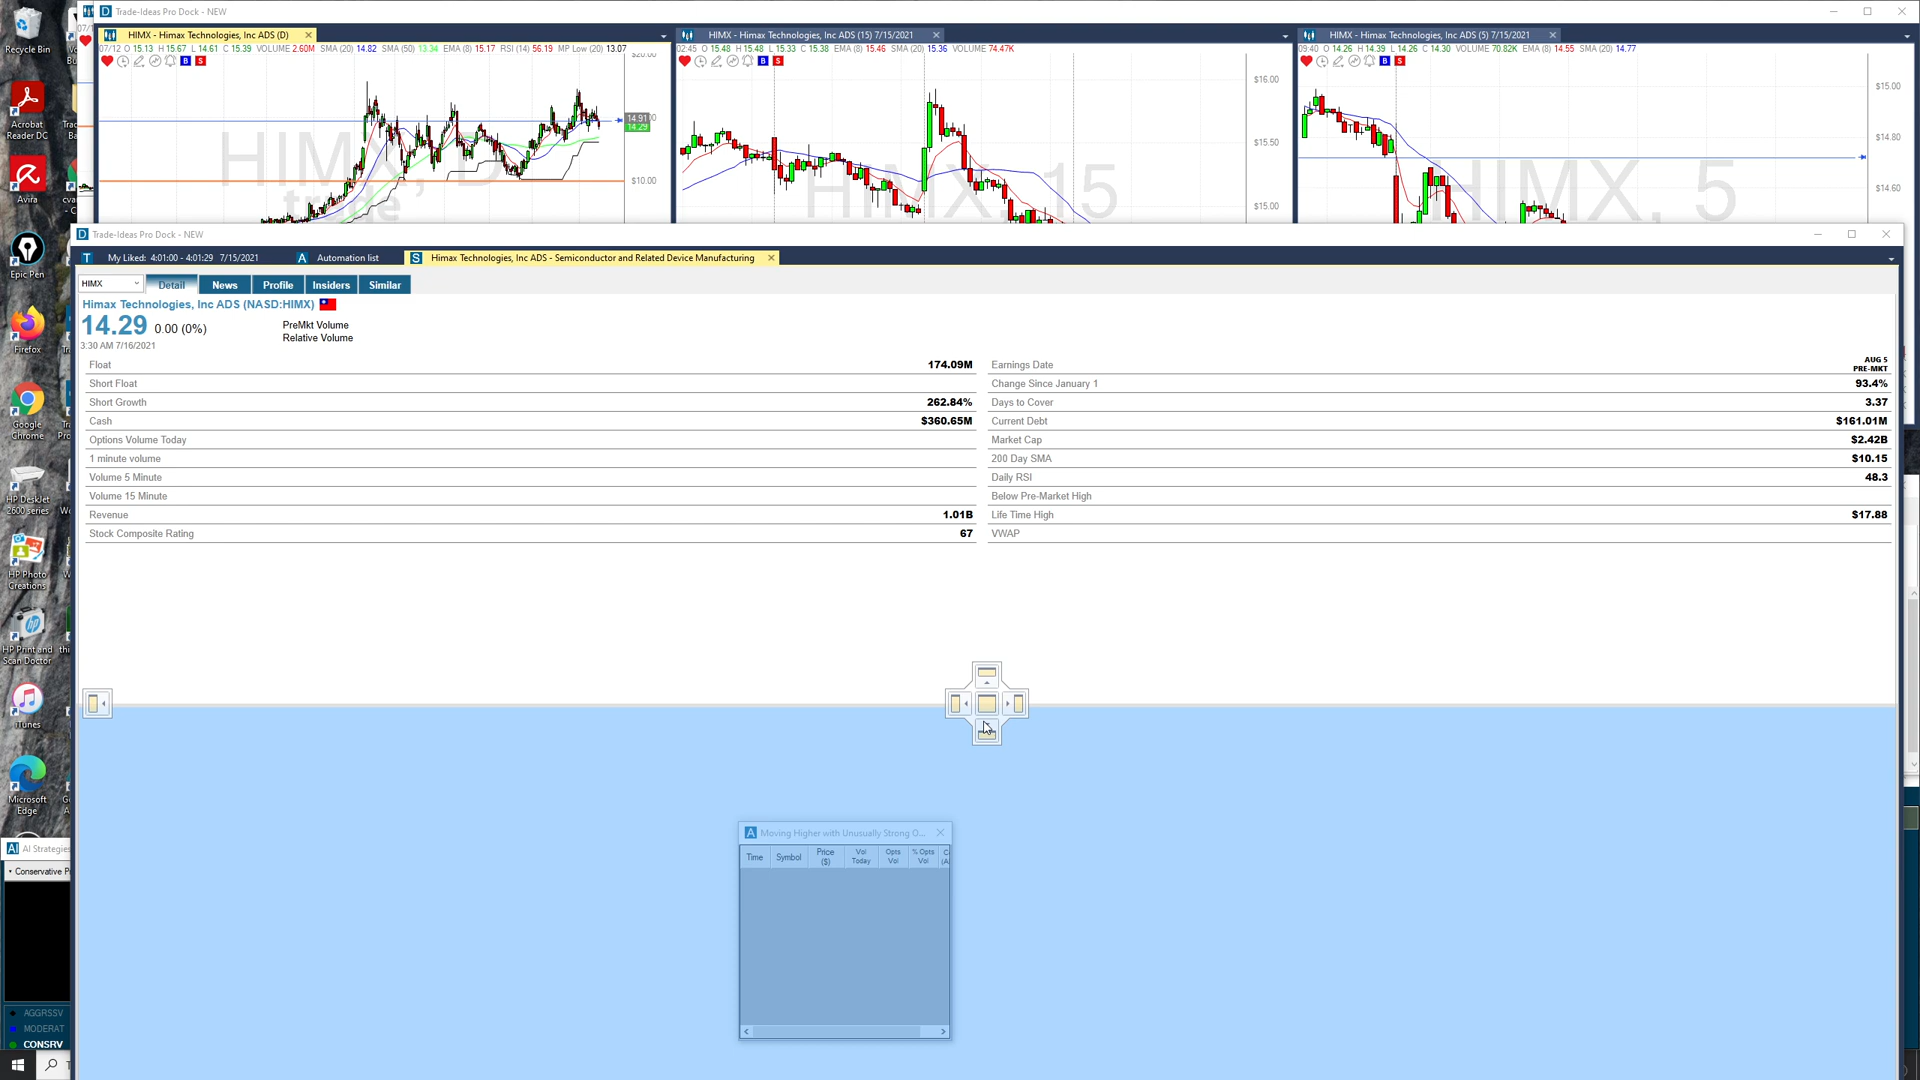 Trade-Ideas Pro Dock - NEW
HIMX - Himax Technologies, Inc ADS (D)
HIMX - Himax Technologies, Inc ADS (15) 7/15/2021
HIMX - Himax Technologies, Inc ADS (5) 7/15/2021
07/12 O 15.13 H 15.67 L 14.61 C 15.39 VOLUME 2.60M SMA (20) 14.82 SMA (50) 13.34 EMA (8) 15.17 RSI (14) 56.19 MP Low (20) 13.07
02:45 O 15.48 H 15.48 L 15.33 C 15.38 EMA (8) 15.46 SMA (20) 15.36 VOLUME 74.47K
09:40 O 14.26 H 14.39 L 14.26 C 14.30 VOLUME 70.82K EMA (8) 14.55 SMA (20) 14.77
B S
B S
B S
$20.00
14.91
14.29
$10.00
HIMX, D
trade
$16.00
$15.50
$15.00
HIMX, 15
$15.00
$14.80
$14.60
HIMX, 5
Recycle Bin
Acrobat
Reader DC
Avira
Epic Pen
Firefox
Google
Chrome
HP DeskJet
2600 series
HP Photo
Creations
HP Print and
Scan Doctor
iTunes
Microsoft
Edge
Trade-Ideas Pro Dock - NEW
T My Liked: 4:01:00 - 4:01:29 7/15/2021
A Automation list
S Himax Technologies, Inc ADS - Semiconductor and Related Device Manufacturing
HIMX Detail News Profile Insiders Similar
Himax Technologies, Inc ADS (NASD:HIMX)
14.29 0.00 (0%)
3:30 AM 7/16/2021
PreMkt Volume
Relative Volume
Float 174.09M
Short Float
Short Growth 262.84%
Cash $360.65M
Options Volume Today
1 minute volume
Volume 5 Minute
Volume 15 Minute
Revenue 1.01B
Stock Composite Rating 67
Earnings Date AUG 5
PRE-MKT
Change Since January 1 93.4%
Days to Cover 3.37
Current Debt $161.01M
Market Cap $2.42B
200 Day SMA $10.15
Daily RSI 48.3
Below Pre-Market High
Life Time High $17.88
VWAP
A Moving Higher with Unusually Strong O...
Time Symbol Price ($) Vol Today Opts Vol % Opts Vol
AI AI Strategies
Conservative P
AGGRSSV
MODERAT
CONSRV